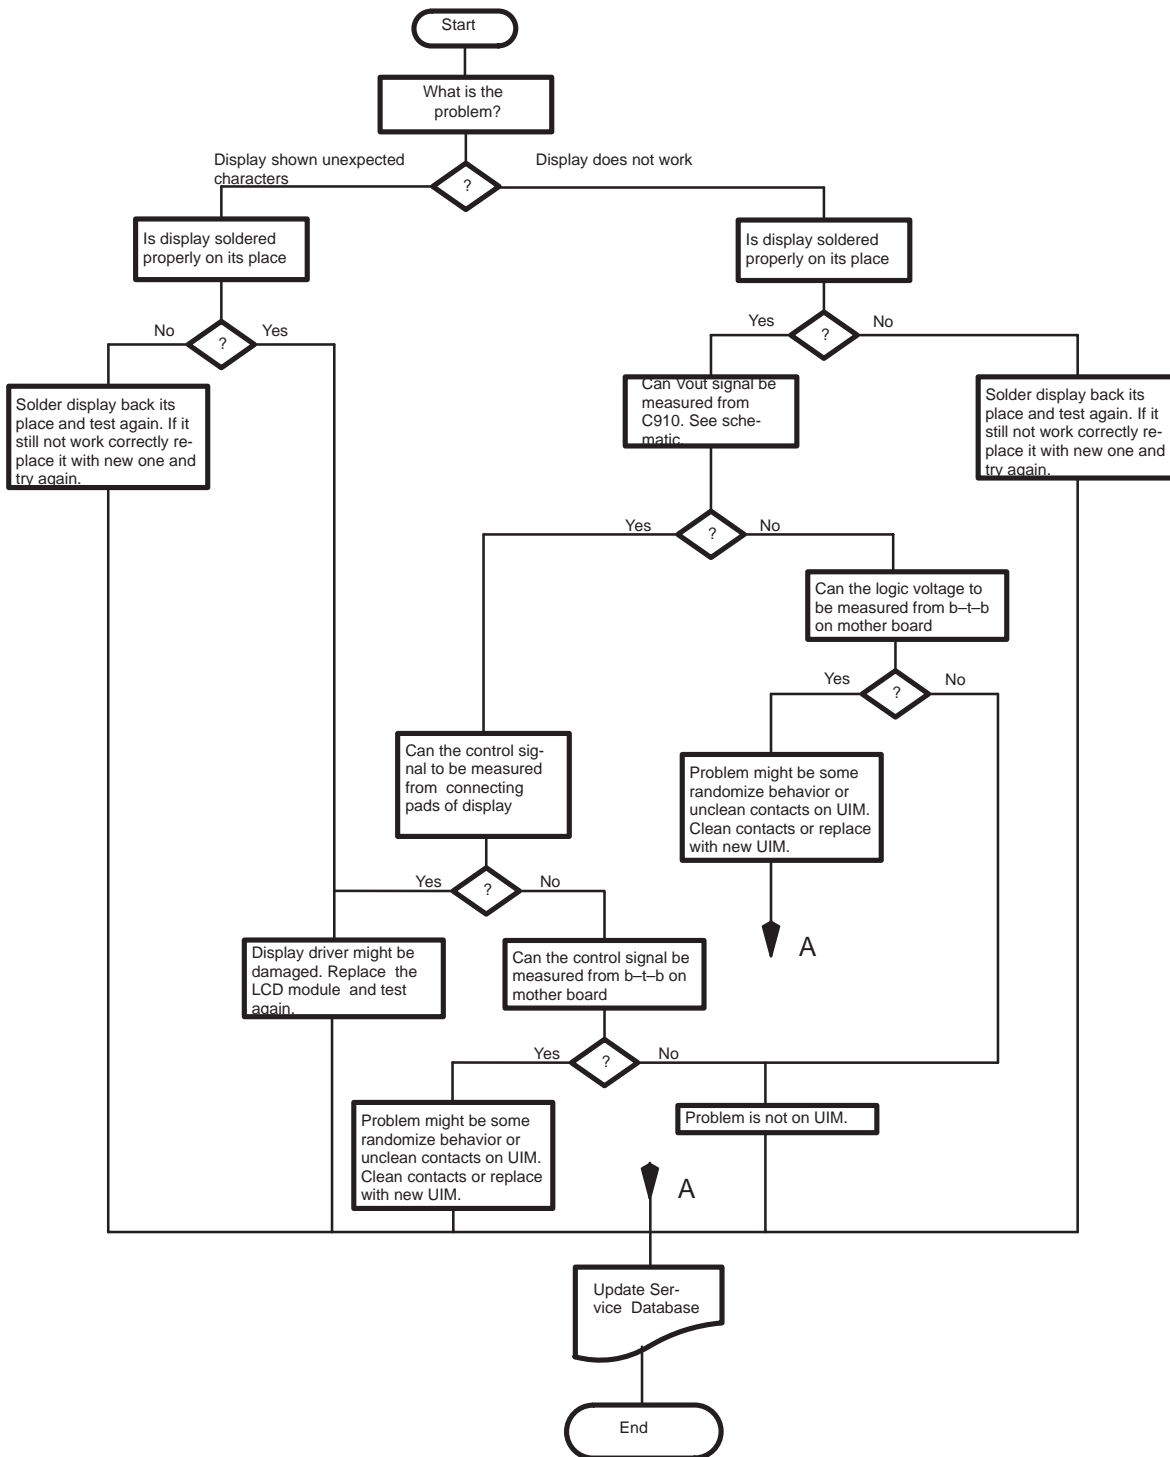 Start
What is the
problem?
Display shown unexpected
characters
Display does not work
?
Is display soldered
properly on its place
Is display soldered
properly on its place
No
?
Yes
Yes
?
No
Solder display back its
place and test again. If it
still not work correctly re-
place it with new one and
try again.
Can Vout signal be
measured from
C910. See sche-
matic.
Solder display back its
place and test again. If it
still not work correctly re-
place it with new one and
try again.
Yes
?
No
Can the logic voltage to
be measured from b–t–b
on mother board
Yes
?
No
Can the control sig-
nal to be measured
from connecting
pads of display
Problem might be some
randomize behavior or
unclean contacts on UIM.
Clean contacts or replace
with new UIM.
Yes
?
No
A
Display driver might be
damaged. Replace the
LCD module and test
again.
Can the control signal be
measured from b–t–b on
mother board
Yes
?
No
Problem might be some
randomize behavior or
unclean contacts on UIM.
Clean contacts or replace
with new UIM.
Problem is not on UIM.
A
Update Ser-
vice Database
End